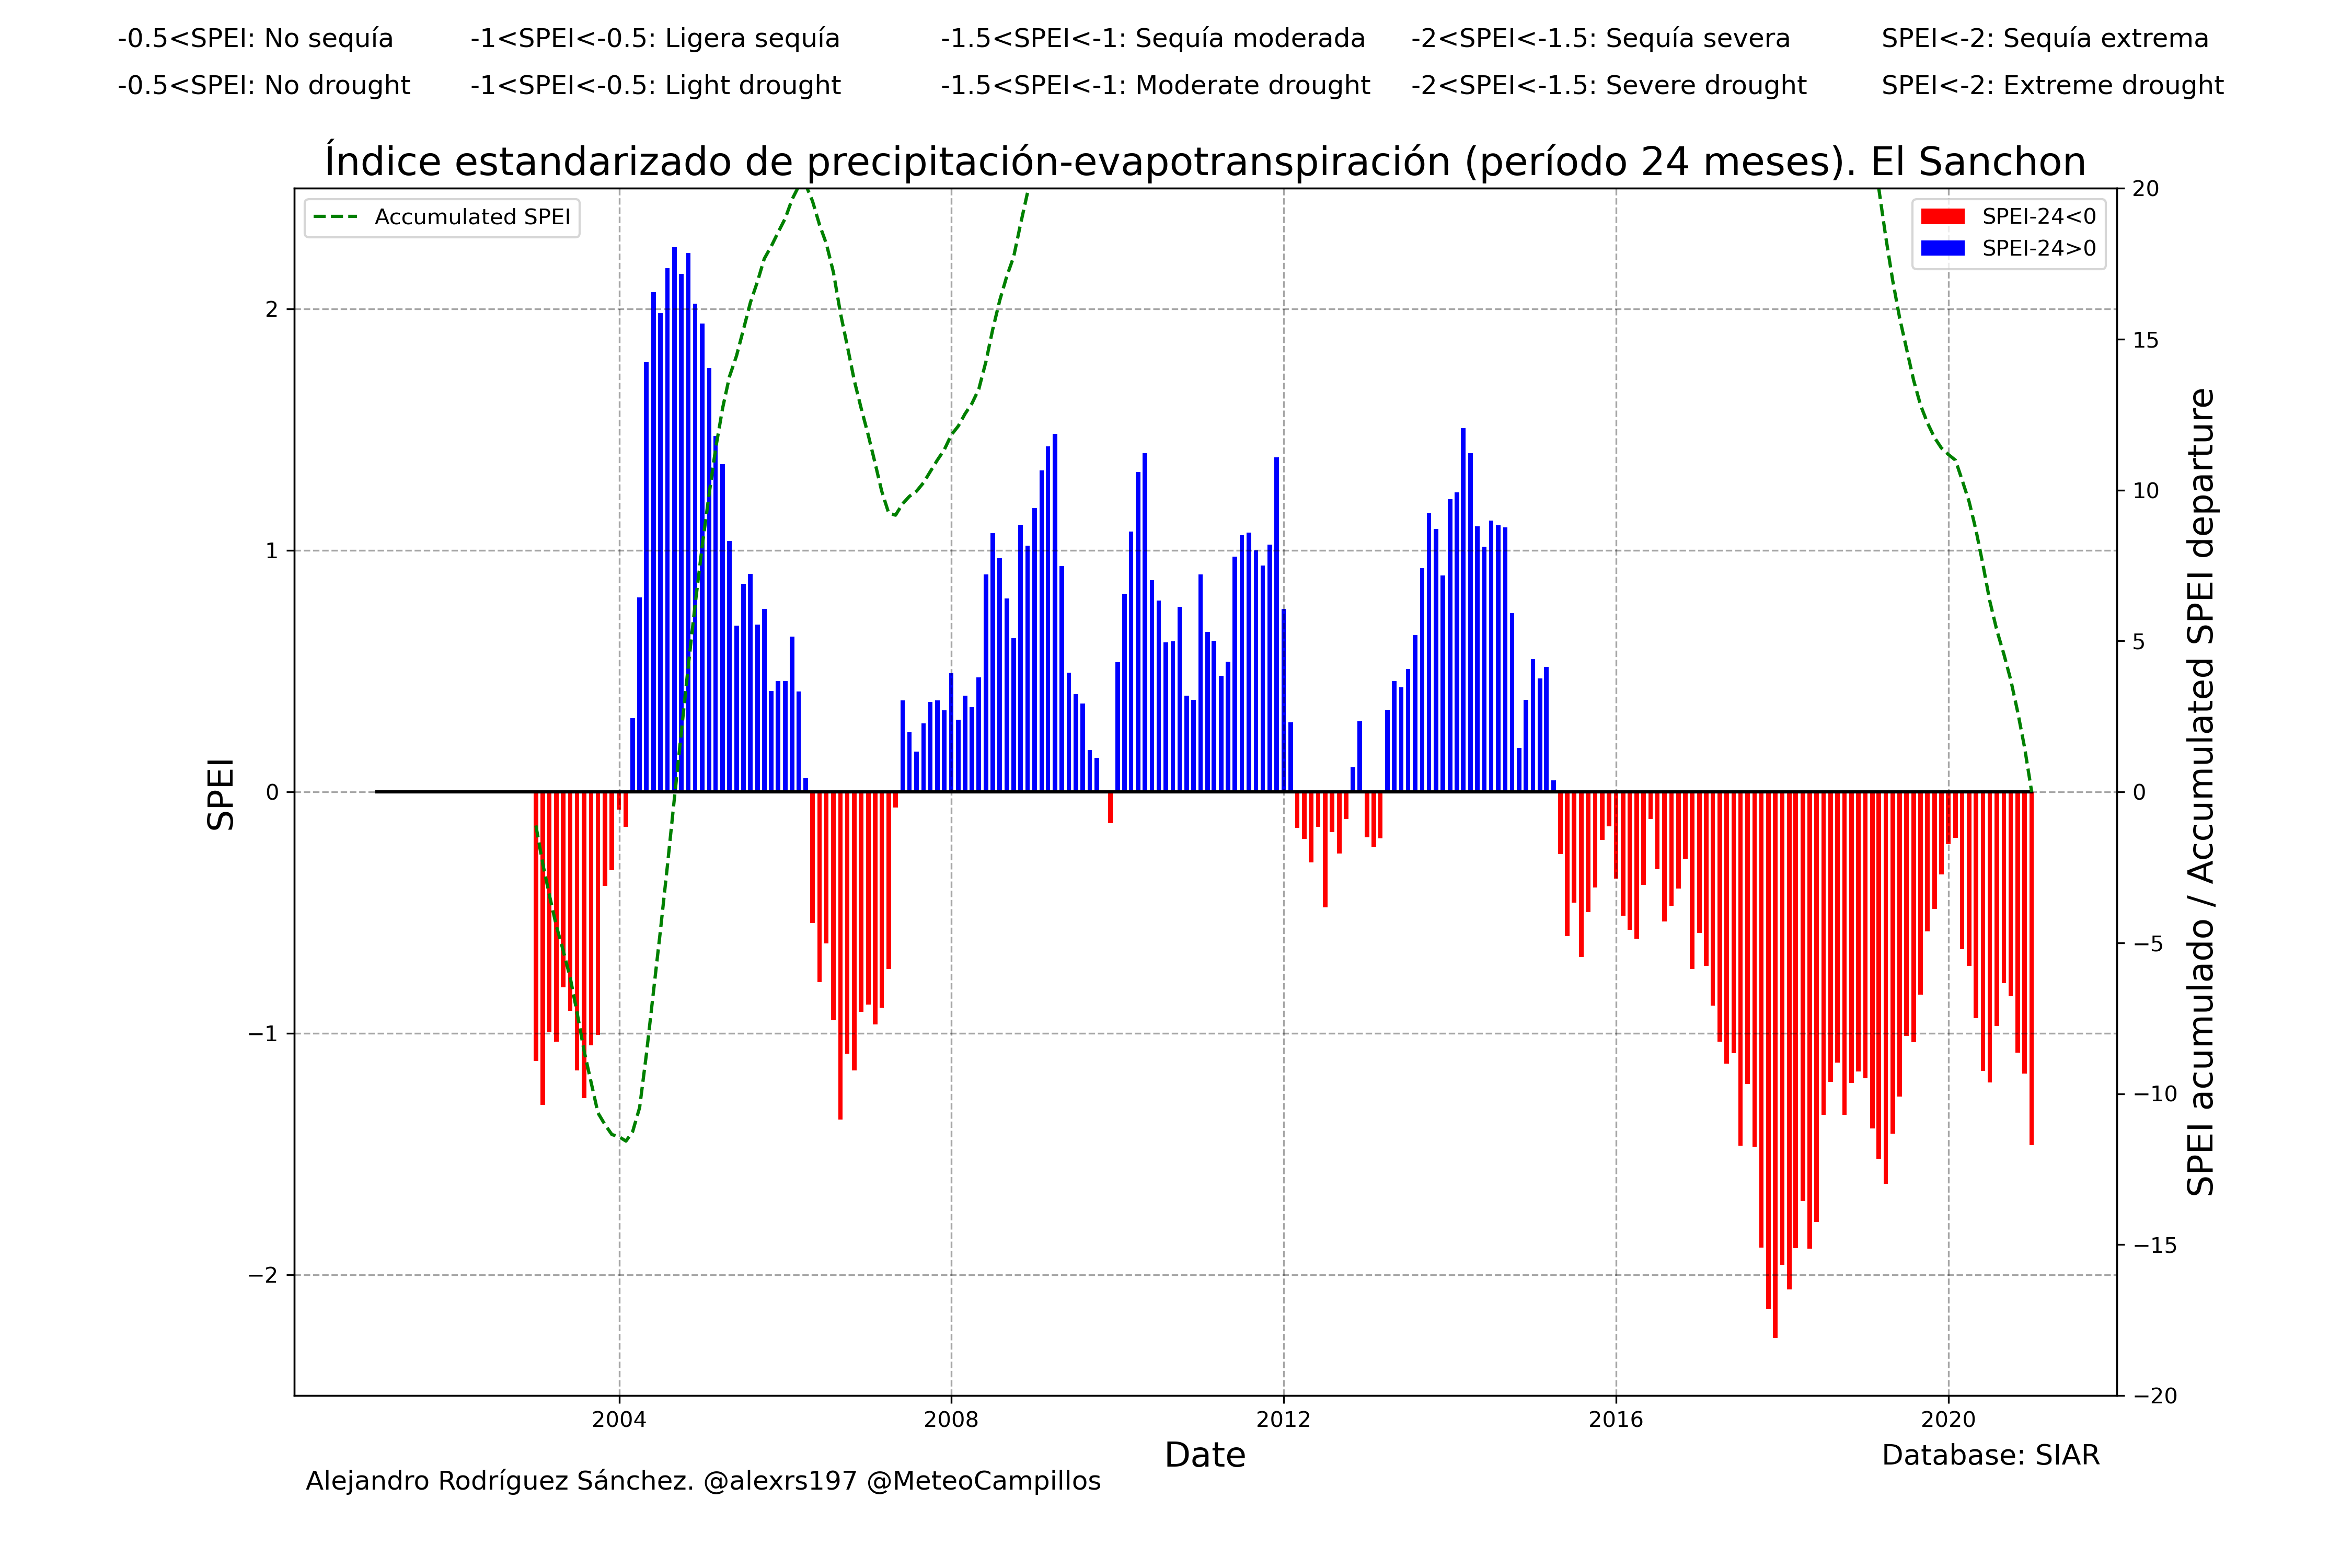 -0.5<SPEI: No sequía -1<SPEI<-0.5: Ligera sequía -1.5<SPEI<-1: Sequía moderada -2<SPEI<-1.5: Sequía severa SPEI<-2: Sequía extrema
-0.5<SPEI: No drought -1<SPEI<-0.5: Light drought -1.5<SPEI<-1: Moderate drought -2<SPEI<-1.5: Severe drought SPEI<-2: Extreme drought
Índice estandarizado de precipitación-evapotranspiración (período 24 meses). El Sanchon
Accumulated SPEI
SPEI-24<0
SPEI-24>0
SPEI
2
1
0
−1
−2
20
15
10
5
0
−5
−10
−15
−20
SPEI acumulado / Accumulated SPEI departure
2004 2008 2012 2016 2020
Date
Database: SIAR
Alejandro Rodríguez Sánchez. @alexrs197 @MeteoCampillos